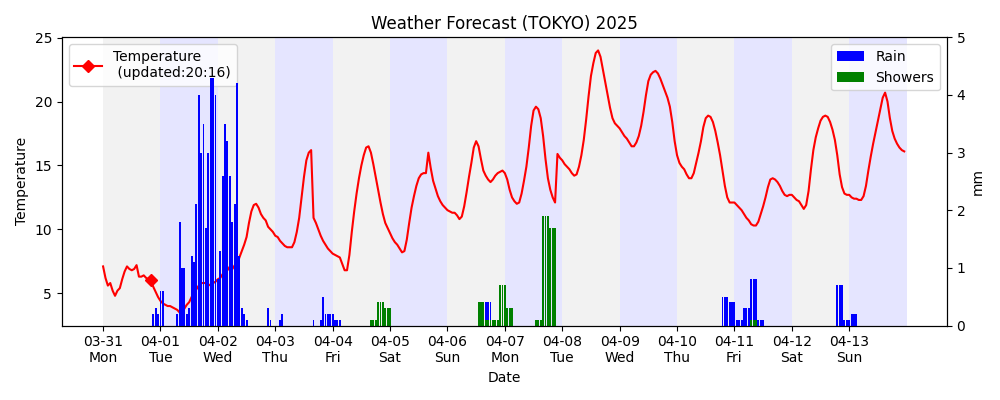 Weather Forecast (TOKYO) 2025
Temperature
(updated:20:16)
Rain
Showers
Temperature
25
20
15
10
5
mm
5
4
3
2
1
0
03-31 04-01 04-02 04-03 04-04 04-05 04-06 04-07 04-08 04-09 04-10 04-11 04-12 04-13
Mon Tue Wed Thu Fri Sat Sun Mon Tue Wed Thu Fri Sat Sun
Date